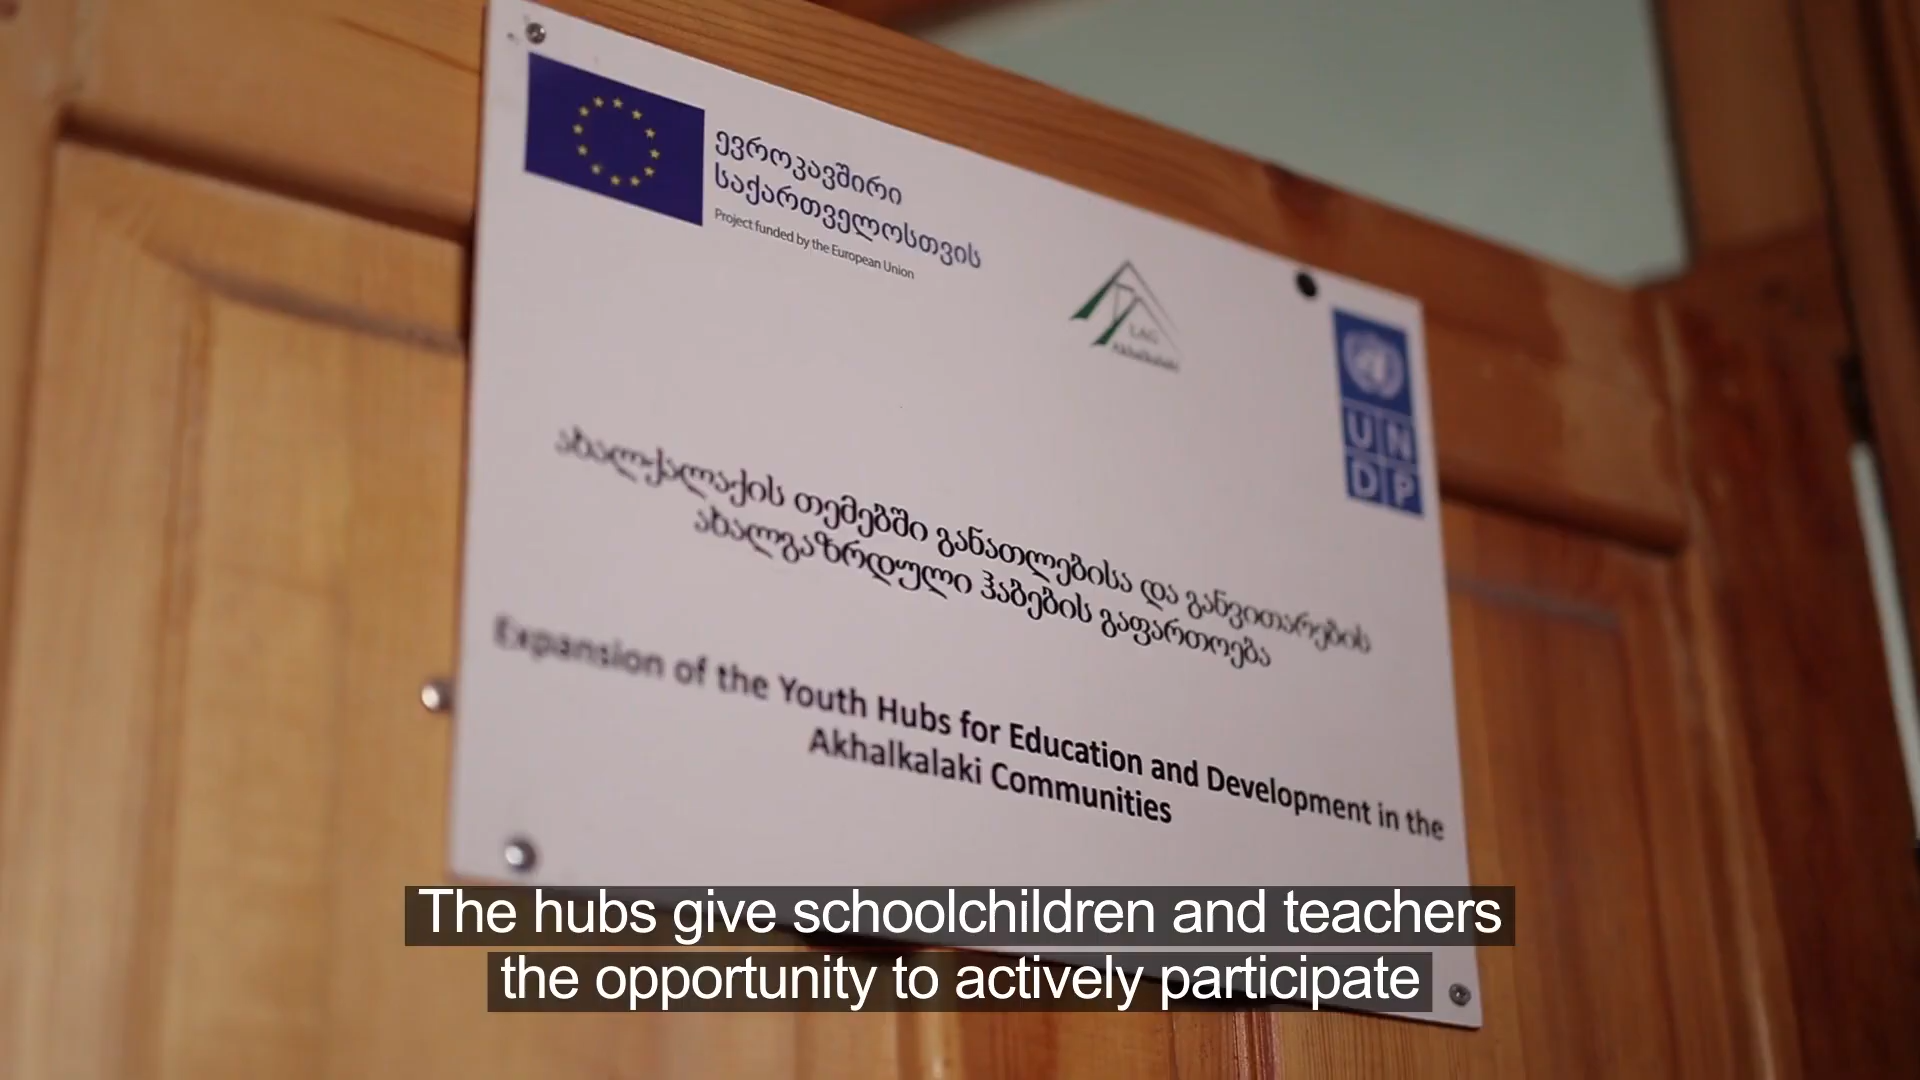 ევროკავშირი
საქართველოსთვის
Project funded by the European Union
LAG
Akhalkalaki
UN
DP
ახალქალაქის თემებში განათლებისა და განვითარების
ახალგაზრდული ჰაბების გაფართოება
Expansion of the Youth Hubs for Education and Development in the
Akhalkalaki Communities
The hubs give schoolchildren and teachers
the opportunity to actively participate